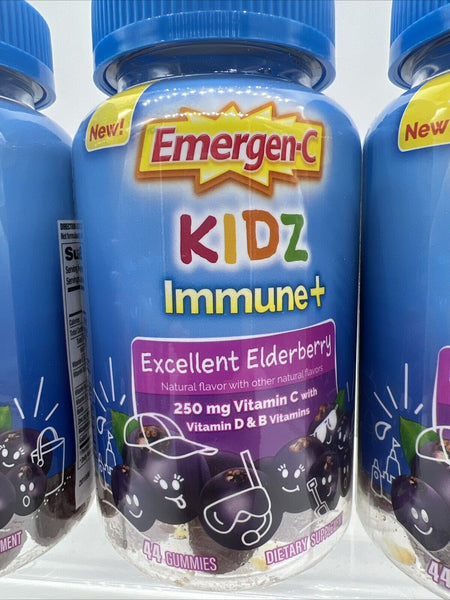 New!
Emergen-C
KIDZ
Immune+
Excellent Elderberry
Natural flavor with other natural flavors
250 mg Vitamin C with
Vitamin D & B Vitamins
44 GUMMIES
DIETARY SUPPLEMENT
New
44
MENT